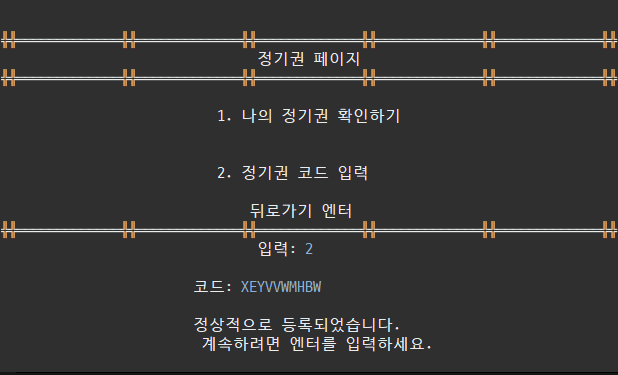 정기권 페이지
1. 나의 정기권 확인하기
2. 정기권 코드 입력
뒤로가기 엔터
입력: 2
코드: XEYVVWMHBW
정상적으로 등록되었습니다.
계속하려면 엔터를 입력하세요.